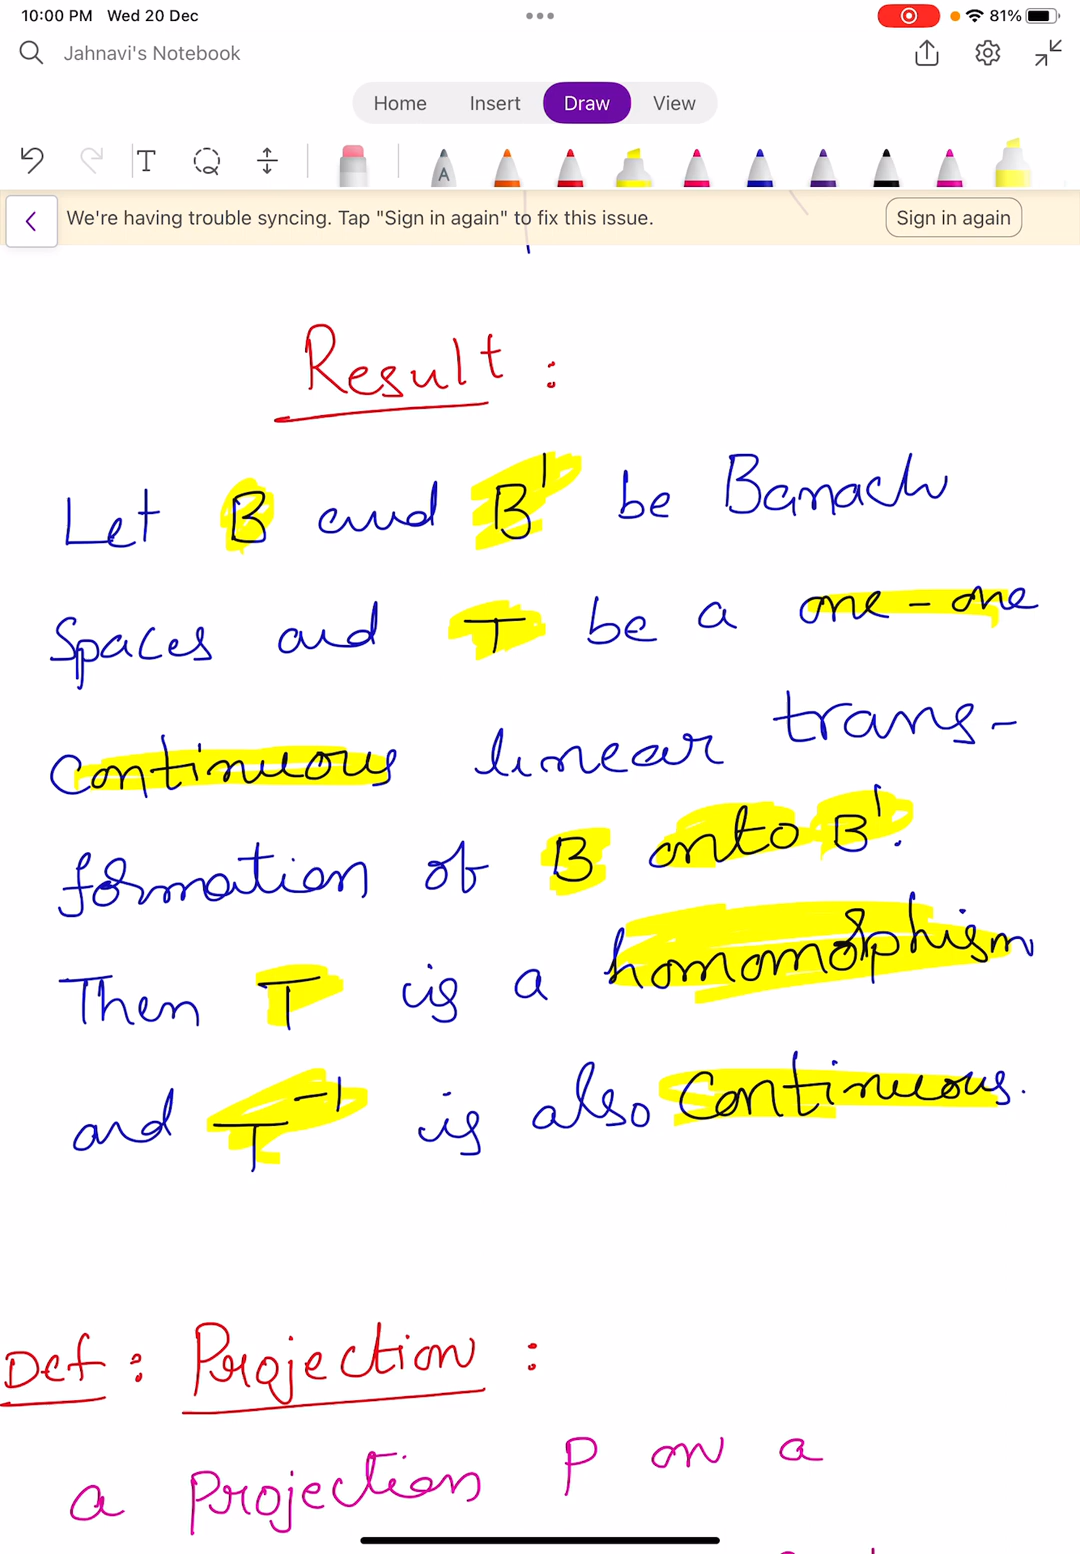 10:00 PM Wed 20 Dec 81%
Jahnavi's Notebook
Home Insert Draw View
T A
We're having trouble syncing. Tap "Sign in again" to fix this issue. Sign in again
Result :
Let B and B' be Banach
Spaces and T be a one-one
Continuous linear trans-
formation of B onto B'.
Then T is a homomorphism
and T⁻¹ is also Continuous.
Def : Projection :
a Projection P on a